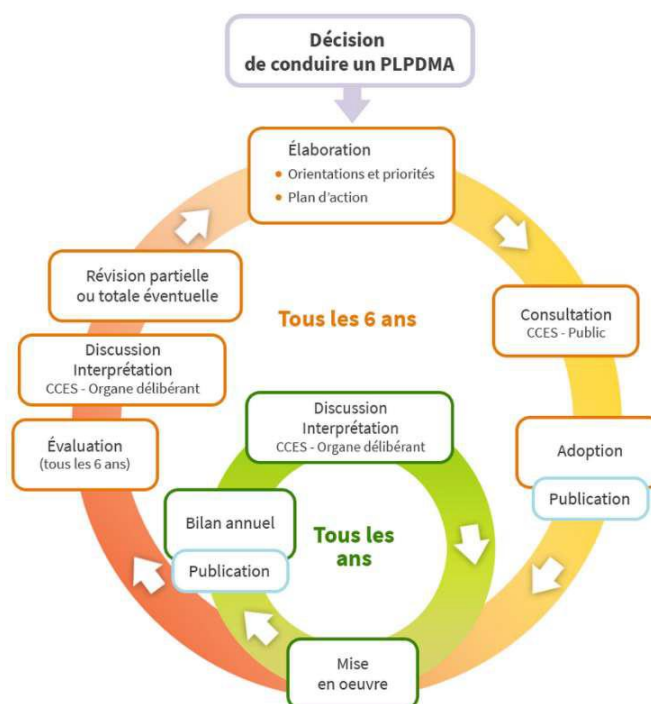 Décision
de conduire un PLPDMA
Élaboration
• Orientations et priorités
• Plan d'action
Révision partielle
ou totale éventuelle
Tous les 6 ans
Consultation
CCES - Public
Discussion
Interprétation
CCES - Organe délibérant
Évaluation
(tous les 6 ans)
Discussion
Interprétation
CCES - Organe délibérant
Adoption
Publication
Bilan annuel
Publication
Tous les
ans
Mise
en oeuvre